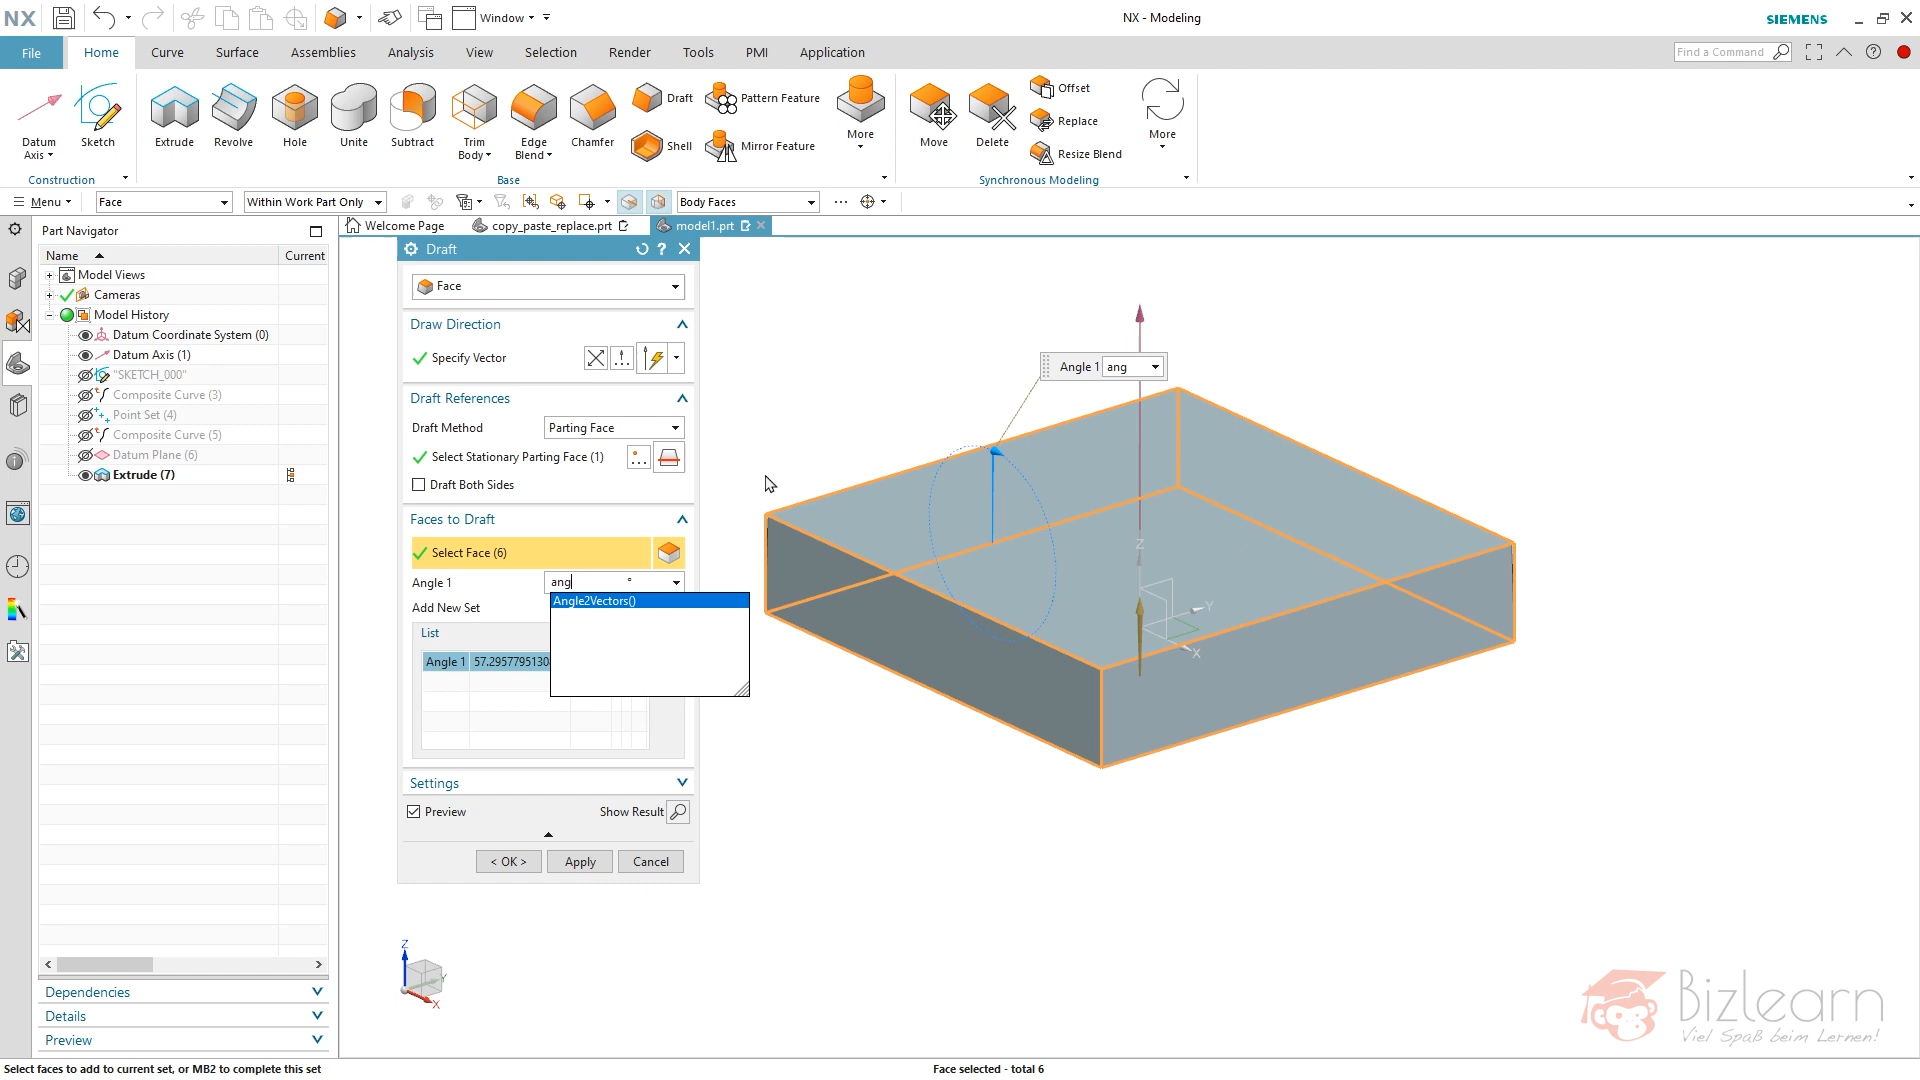 NX
Window
NX - Modeling
SIEMENS
File
Home
Curve
Surface
Assemblies
Analysis
View
Selection
Render
Tools
PMI
Application
Find a Command
Datum
Axis
Sketch
Extrude
Revolve
Hole
Unite
Subtract
Trim
Body
Edge
Blend
Chamfer
Draft
Shell
Pattern Feature
Mirror Feature
More
Move
Delete
Offset
Replace
Resize Blend
More
Construction
Base
Synchronous Modeling
Menu
Face
Within Work Part Only
Body Faces
Part Navigator
Welcome Page
copy_paste_replace.prt
model1.prt
Name
Current
Model Views
Cameras
Model History
Datum Coordinate System (0)
Datum Axis (1)
"SKETCH_000"
Composite Curve (3)
Point Set (4)
Composite Curve (5)
Datum Plane (6)
Extrude (7)
Draft
Face
Draw Direction
Specify Vector
Draft References
Draft Method
Parting Face
Select Stationary Parting Face (1)
Draft Both Sides
Faces to Draft
Select Face (6)
Angle 1
ang
°
Angle2Vectors()
Add New Set
List
Angle 1
57.2957795130
Settings
Preview
Show Result
< OK >
Apply
Cancel
Angle 1
ang
Z
Y
X
Z
Y
X
Dependencies
Details
Preview
Bizlearn
Viel Spaß beim Lernen!
Select faces to add to current set, or MB2 to complete this set
Face selected - total 6